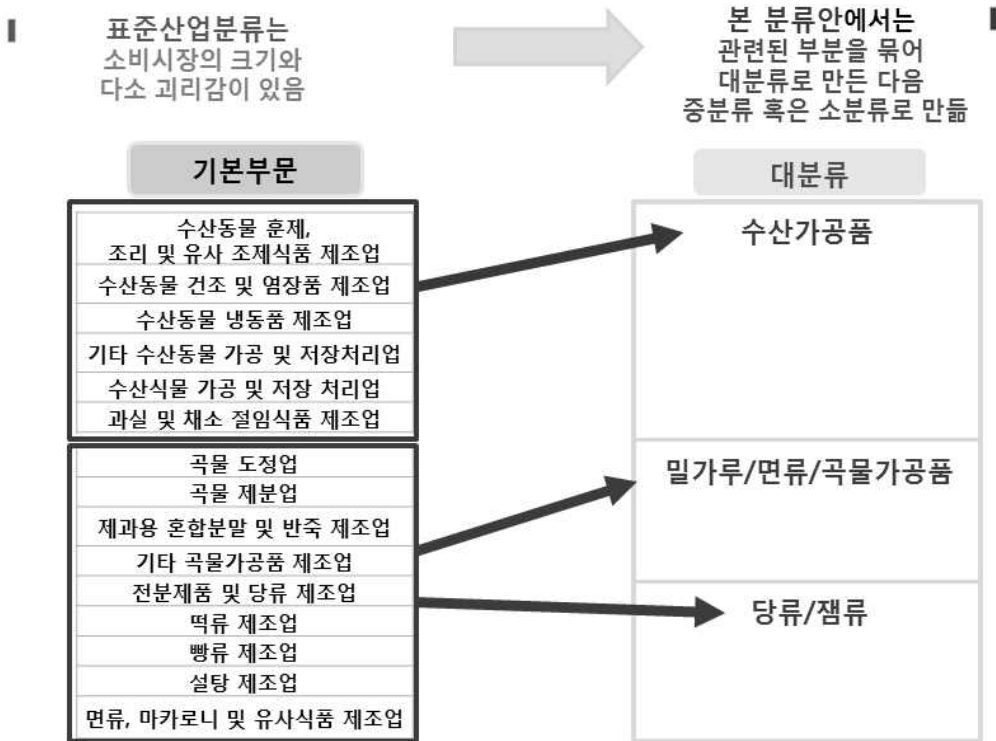 표준산업분류는
소비시장의 크기와
다소 괴리감이 있음
본 분류안에서는
관련된 부분을 묶어
대분류로 만든 다음
중분류 혹은 소분류로 만듦
기본부문
수산동물 훈제,
조리 및 유사 조제식품 제조업
수산동물 건조 및 염장품 제조업
수산동물 냉동품 제조업
기타 수산동물 가공 및 저장처리업
수산식물 가공 및 저장 처리업
과실 및 채소 절임식품 제조업
곡물 도정업
곡물 제분업
제과용 혼합분말 및 반죽 제조업
기타 곡물가공품 제조업
전분제품 및 당류 제조업
떡류 제조업
빵류 제조업
설탕 제조업
면류, 마카로니 및 유사식품 제조업
대분류
수산가공품
밀가루/면류/곡물가공품
당류/잼류